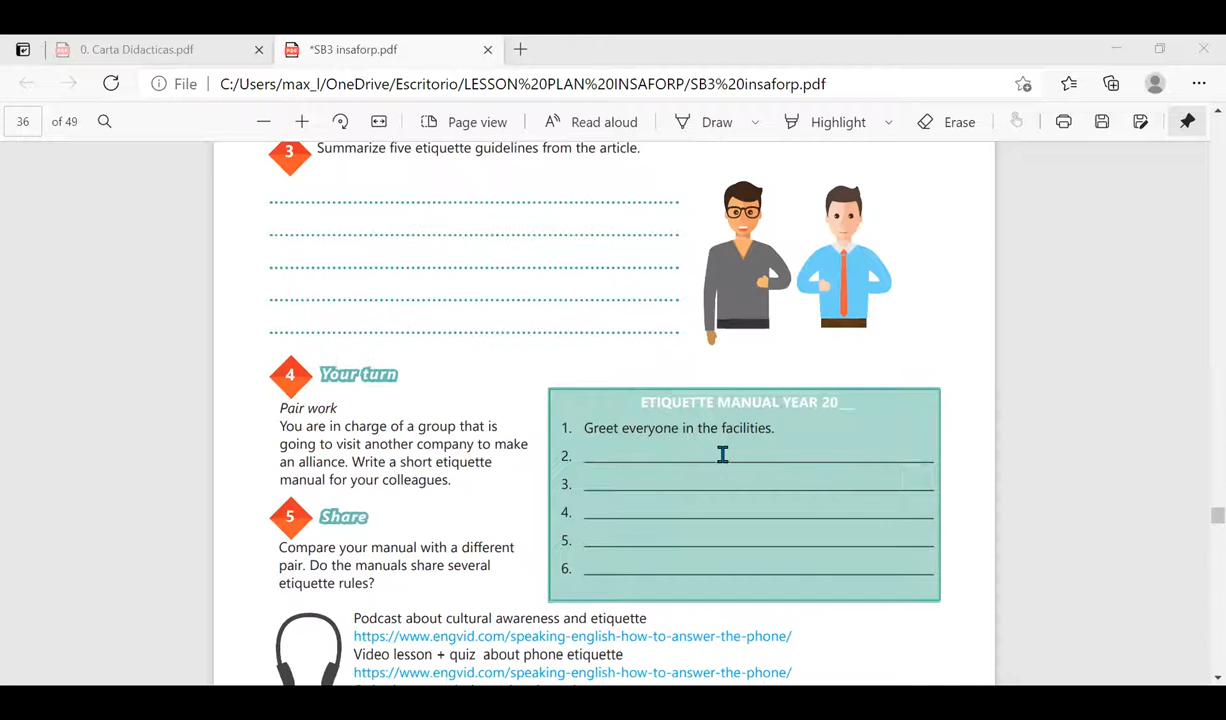 0. Carta Didacticas.pdf
*SB3 insaforp.pdf
File
C:/Users/max_l/OneDrive/Escritorio/LESSON%20PLAN%20INSAFORP/SB3%20insaforp.pdf
36 of 49
Page view
Read aloud
Draw
Highlight
Erase
3 Summarize five etiquette guidelines from the article.
4 Your turn
Pair work
You are in charge of a group that is
going to visit another company to make
an alliance. Write a short etiquette
manual for your colleagues.
5 Share
Compare your manual with a different
pair. Do the manuals share several
etiquette rules?
ETIQUETTE MANUAL YEAR 20__
1. Greet everyone in the facilities.
2.
3.
4.
5.
6.
Podcast about cultural awareness and etiquette
https://www.engvid.com/speaking-english-how-to-answer-the-phone/
Video lesson + quiz about phone etiquette
https://www.engvid.com/speaking-english-how-to-answer-the-phone/